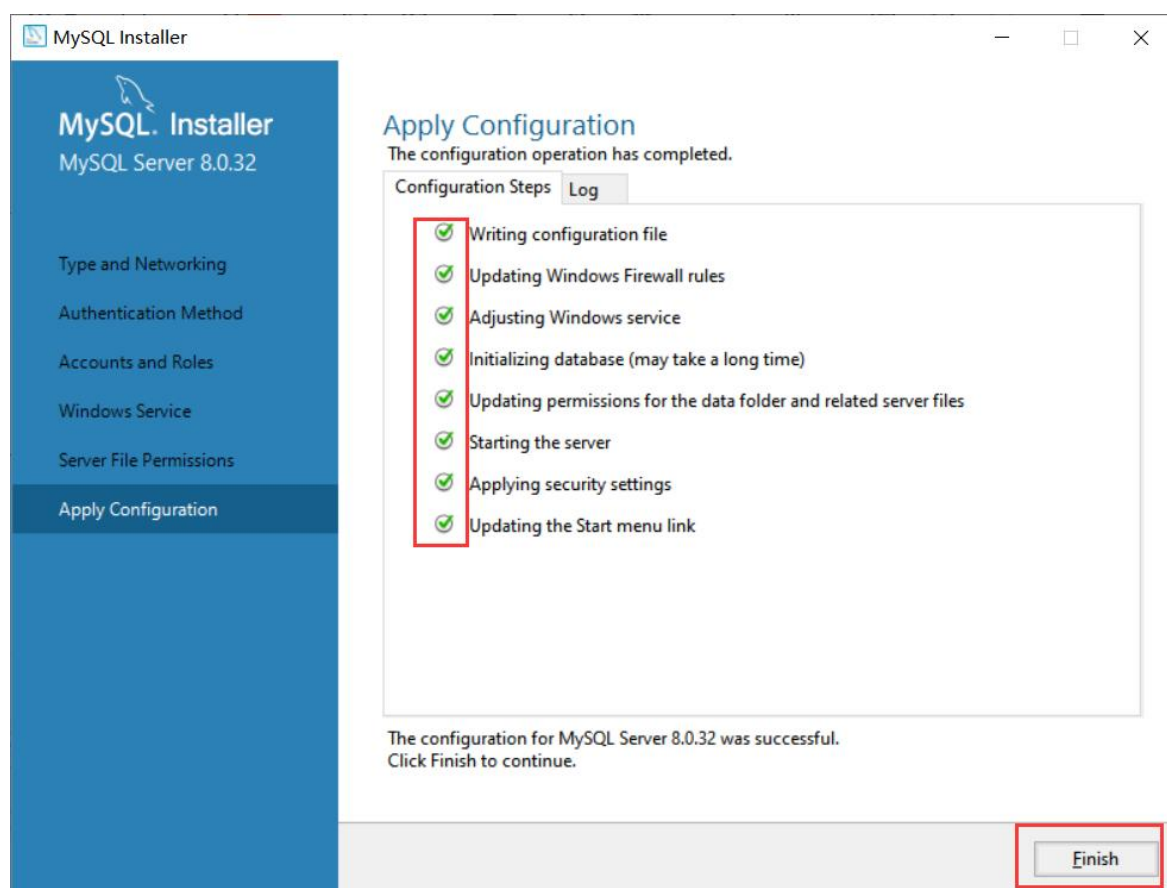 MySQL Installer
MySQL. Installer
MySQL Server 8.0.32
Type and Networking
Authentication Method
Accounts and Roles
Windows Service
Server File Permissions
Apply Configuration
Apply Configuration
The configuration operation has completed.
Configuration Steps Log
Writing configuration file
Updating Windows Firewall rules
Adjusting Windows service
Initializing database (may take a long time)
Updating permissions for the data folder and related server files
Starting the server
Applying security settings
Updating the Start menu link
The configuration for MySQL Server 8.0.32 was successful.
Click Finish to continue.
Finish